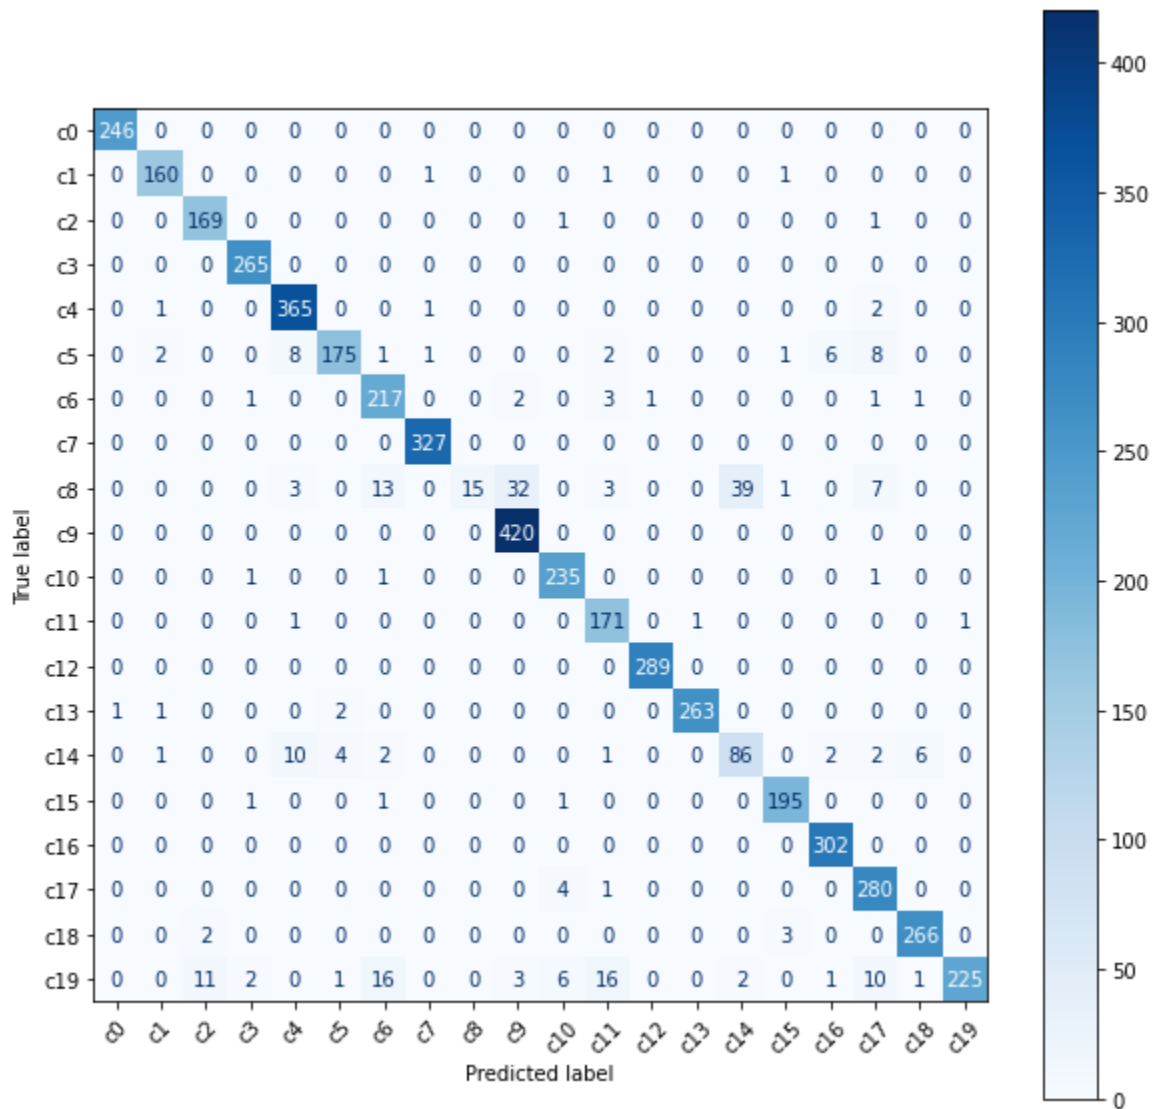 c0 246 0 0 0 0 0 0 0 0 0 0 0 0 0 0 0 0 0 0 0
c1 0 160 0 0 0 0 0 1 0 0 0 1 0 0 0 1 0 0 0 0
c2 0 0 169 0 0 0 0 0 0 0 1 0 0 0 0 0 0 1 0 0
c3 0 0 0 265 0 0 0 0 0 0 0 0 0 0 0 0 0 0 0 0
c4 0 1 0 0 365 0 0 1 0 0 0 0 0 0 0 0 0 2 0 0
c5 0 2 0 0 8 175 1 1 0 0 0 2 0 0 0 1 6 8 0 0
c6 0 0 0 1 0 0 217 0 0 2 0 3 1 0 0 0 0 1 1 0
c7 0 0 0 0 0 0 0 327 0 0 0 0 0 0 0 0 0 0 0 0
c8 0 0 0 0 3 0 13 0 15 32 0 3 0 0 39 1 0 7 0 0
c9 0 0 0 0 0 0 0 0 0 420 0 0 0 0 0 0 0 0 0 0
c10 0 0 0 1 0 0 1 0 0 0 235 0 0 0 0 0 0 1 0 0
c11 0 0 0 0 1 0 0 0 0 0 0 171 0 1 0 0 0 0 0 1
c12 0 0 0 0 0 0 0 0 0 0 0 0 289 0 0 0 0 0 0 0
c13 1 1 0 0 0 2 0 0 0 0 0 0 0 263 0 0 0 0 0 0
c14 0 1 0 0 10 4 2 0 0 0 0 1 0 0 86 0 2 2 6 0
c15 0 0 0 1 0 0 1 0 0 0 1 0 0 0 0 195 0 0 0 0
c16 0 0 0 0 0 0 0 0 0 0 0 0 0 0 0 0 302 0 0 0
c17 0 0 0 0 0 0 0 0 0 0 4 1 0 0 0 0 0 280 0 0
c18 0 0 2 0 0 0 0 0 0 0 0 0 0 0 0 3 0 0 266 0
c19 0 0 11 2 0 1 16 0 0 3 6 16 0 0 2 0 1 10 1 225
c0 c1 c2 c3 c4 c5 c6 c7 c8 c9 c10 c11 c12 c13 c14 c15 c16 c17 c18 c19
Predicted label
True label
400
350
300
250
200
150
100
50
0